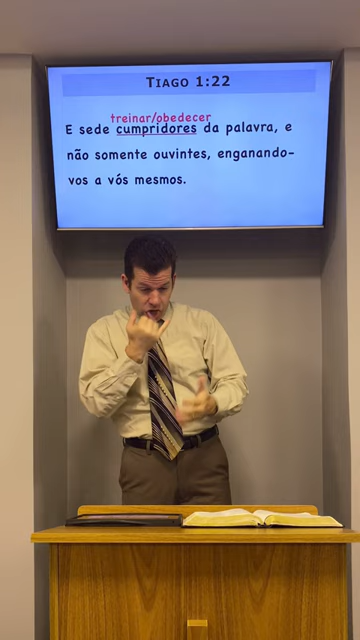 Tiago 1:22
treinar/obedecer
E sede cumpridores da palavra, e
não somente ouvintes, enganando-
vos a vós mesmos.